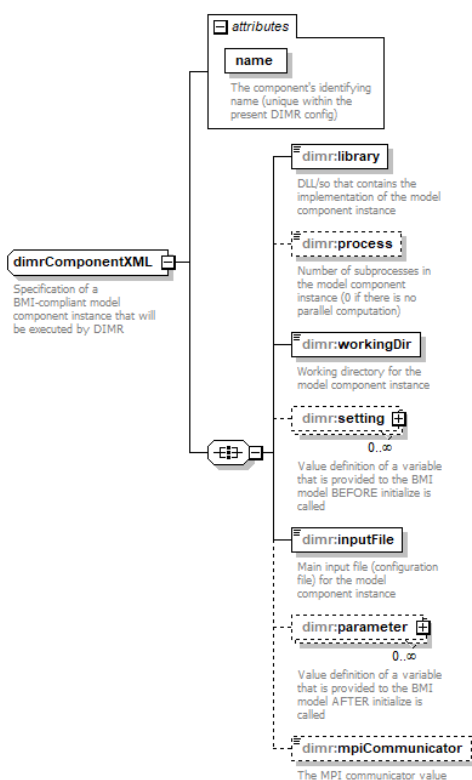 attributes
name
The component's identifying
name (unique within the
present DIMR config)
dimrComponentXML
Specification of a
BMI-compliant model
component instance that will
be executed by DIMR
dimr:library
DLL/so that contains the
implementation of the model
component instance
dimr:process
Number of subprocesses in
the model component
instance (0 if there is no
parallel computation)
dimr:workingDir
Working directory for the
model component instance
dimr:setting
0..∞
Value definition of a variable
that is provided to the BMI
model BEFORE initialize is
called
dimr:inputFile
Main input file (configuration
file) for the model
component instance
dimr:parameter
0..∞
Value definition of a variable
that is provided to the BMI
model AFTER initialize is
called
dimr:mpiCommunicator
The MPI communicator value